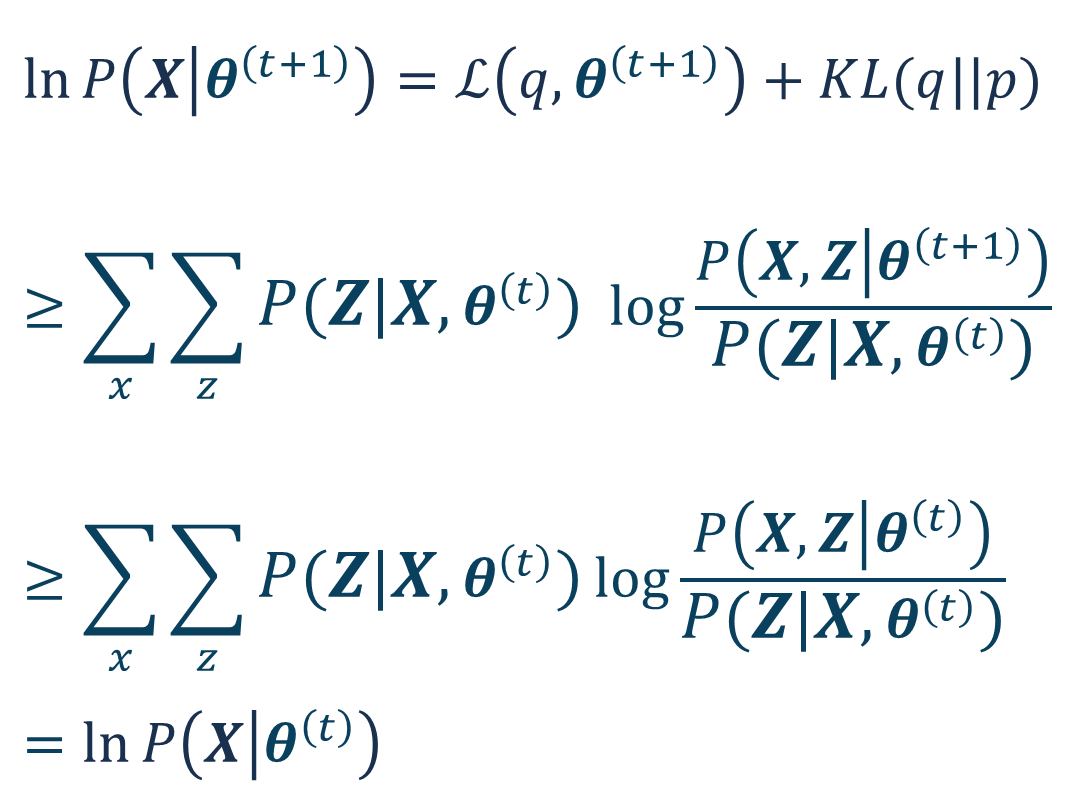 ln P(X|θ^(t+1)) = ℒ(q, θ^(t+1)) + KL(q||p)
≥ ∑_x ∑_z P(Z|X, θ^(t)) log P(X, Z|θ^(t+1)) / P(Z|X, θ^(t))
≥ ∑_x ∑_z P(Z|X, θ^(t)) log P(X, Z|θ^(t)) / P(Z|X, θ^(t))
= ln P(X|θ^(t))